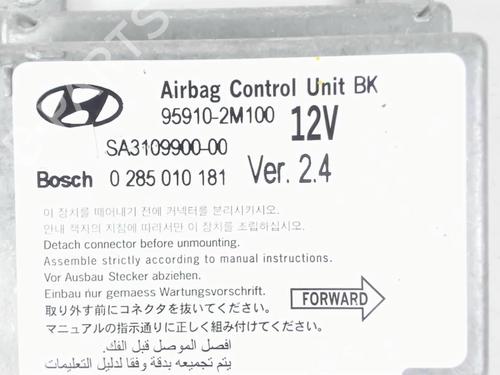 Airbag Control Unit BK
95910-2M100 12V
SA3109900-00
Bosch 0 285 010 181 Ver. 2.4
이 장치를 떼어내기 전에 커넥터를 분리시키시오.
안내 책자의 지침에 따라서만 이 장치를 조립하십시오.
Detach connector before unmounting.
Assemble strictly according to manual instructions.
Vor Ausbau Stecker abziehen.
Einbau nur gemaess Wartungsvorschrift.
FORWARD
取り外す前にコネクタを抜いてください。
マニュアルの指示通りに正しく組み付けてください。
افصل الموصل قبل الفك.
يتم تجميعه بدقة وفقا لدليل التعليمات